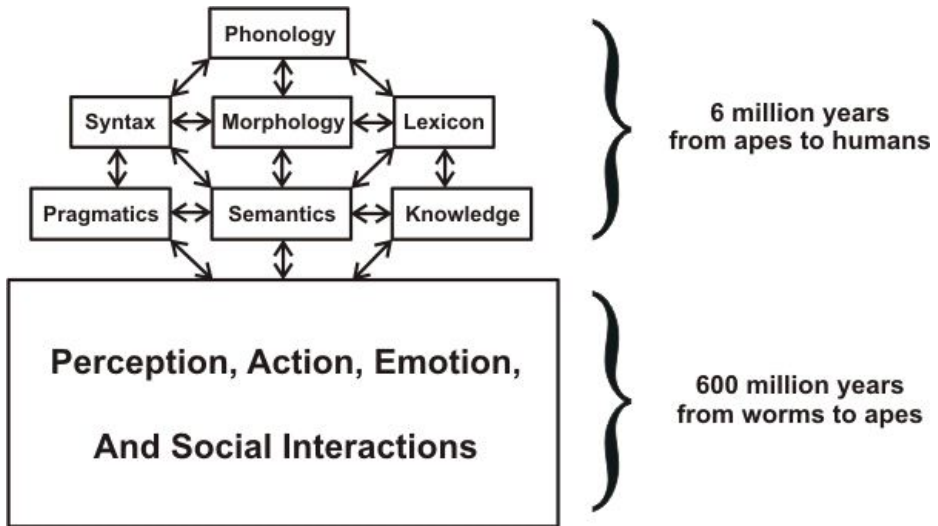 Phonology
Syntax
Morphology
Lexicon
Pragmatics
Semantics
Knowledge
6 million years
from apes to humans
Perception, Action, Emotion,
And Social Interactions
600 million years
from worms to apes